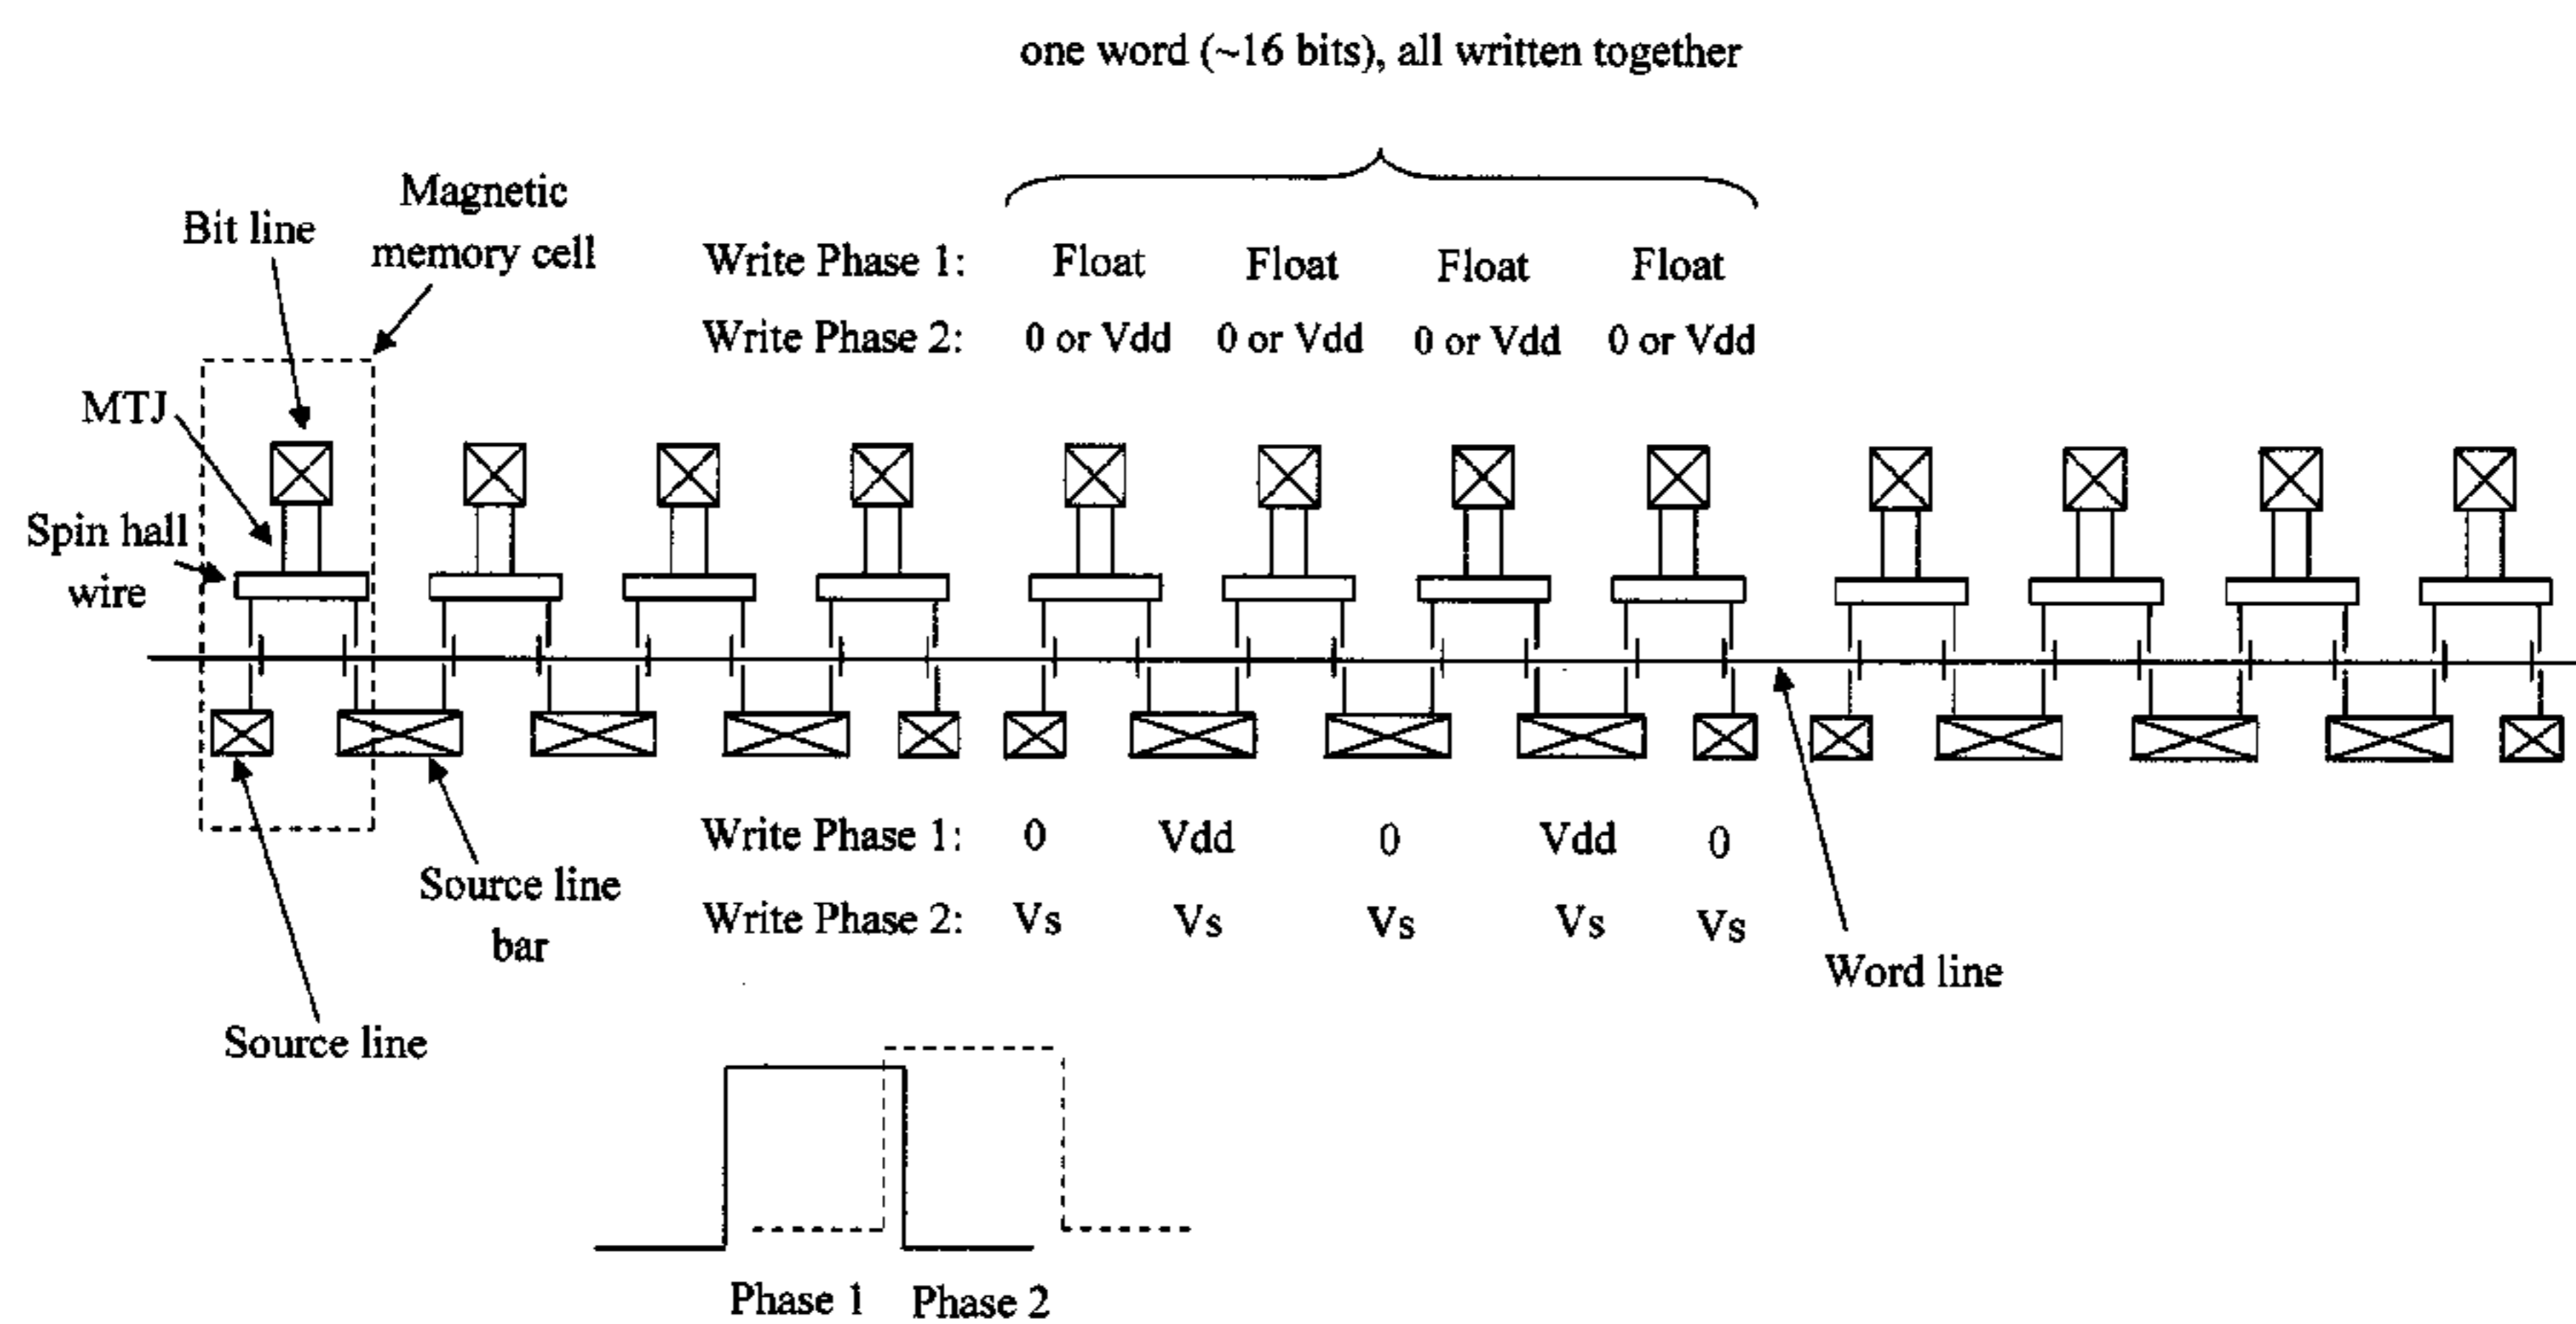 one word (~16 bits), all written together
Magnetic
memory cell
Bit line
Write Phase 1: Float Float Float Float
Write Phase 2: 0 or Vdd 0 or Vdd 0 or Vdd 0 or Vdd
MTJ
Spin hall
wire
Write Phase 1: 0 Vdd 0 Vdd 0
Write Phase 2: Vs Vs Vs Vs Vs
Source line
bar
Word line
Source line
Phase 1 Phase 2